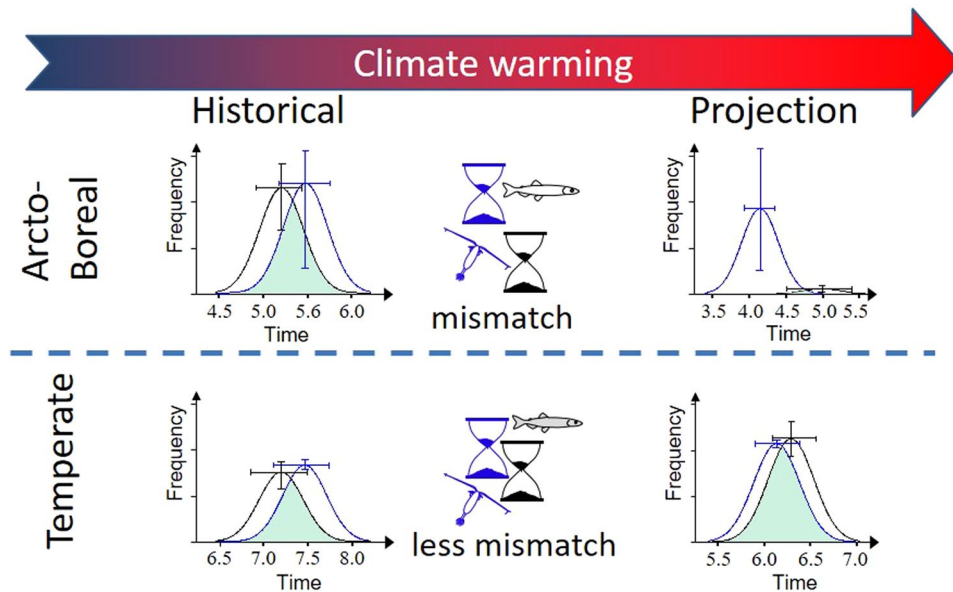 Climate warming
Historical
Projection
Arcto-
Boreal
Frequency
4.5 5.0 5.6 6.0
Time
mismatch
Frequency
3.5 4.0 4.5 5.0 5.5
Time
Temperate
Frequency
6.5 7.0 7.5 8.0
Time
less mismatch
Frequency
5.5 6.0 6.5 7.0
Time